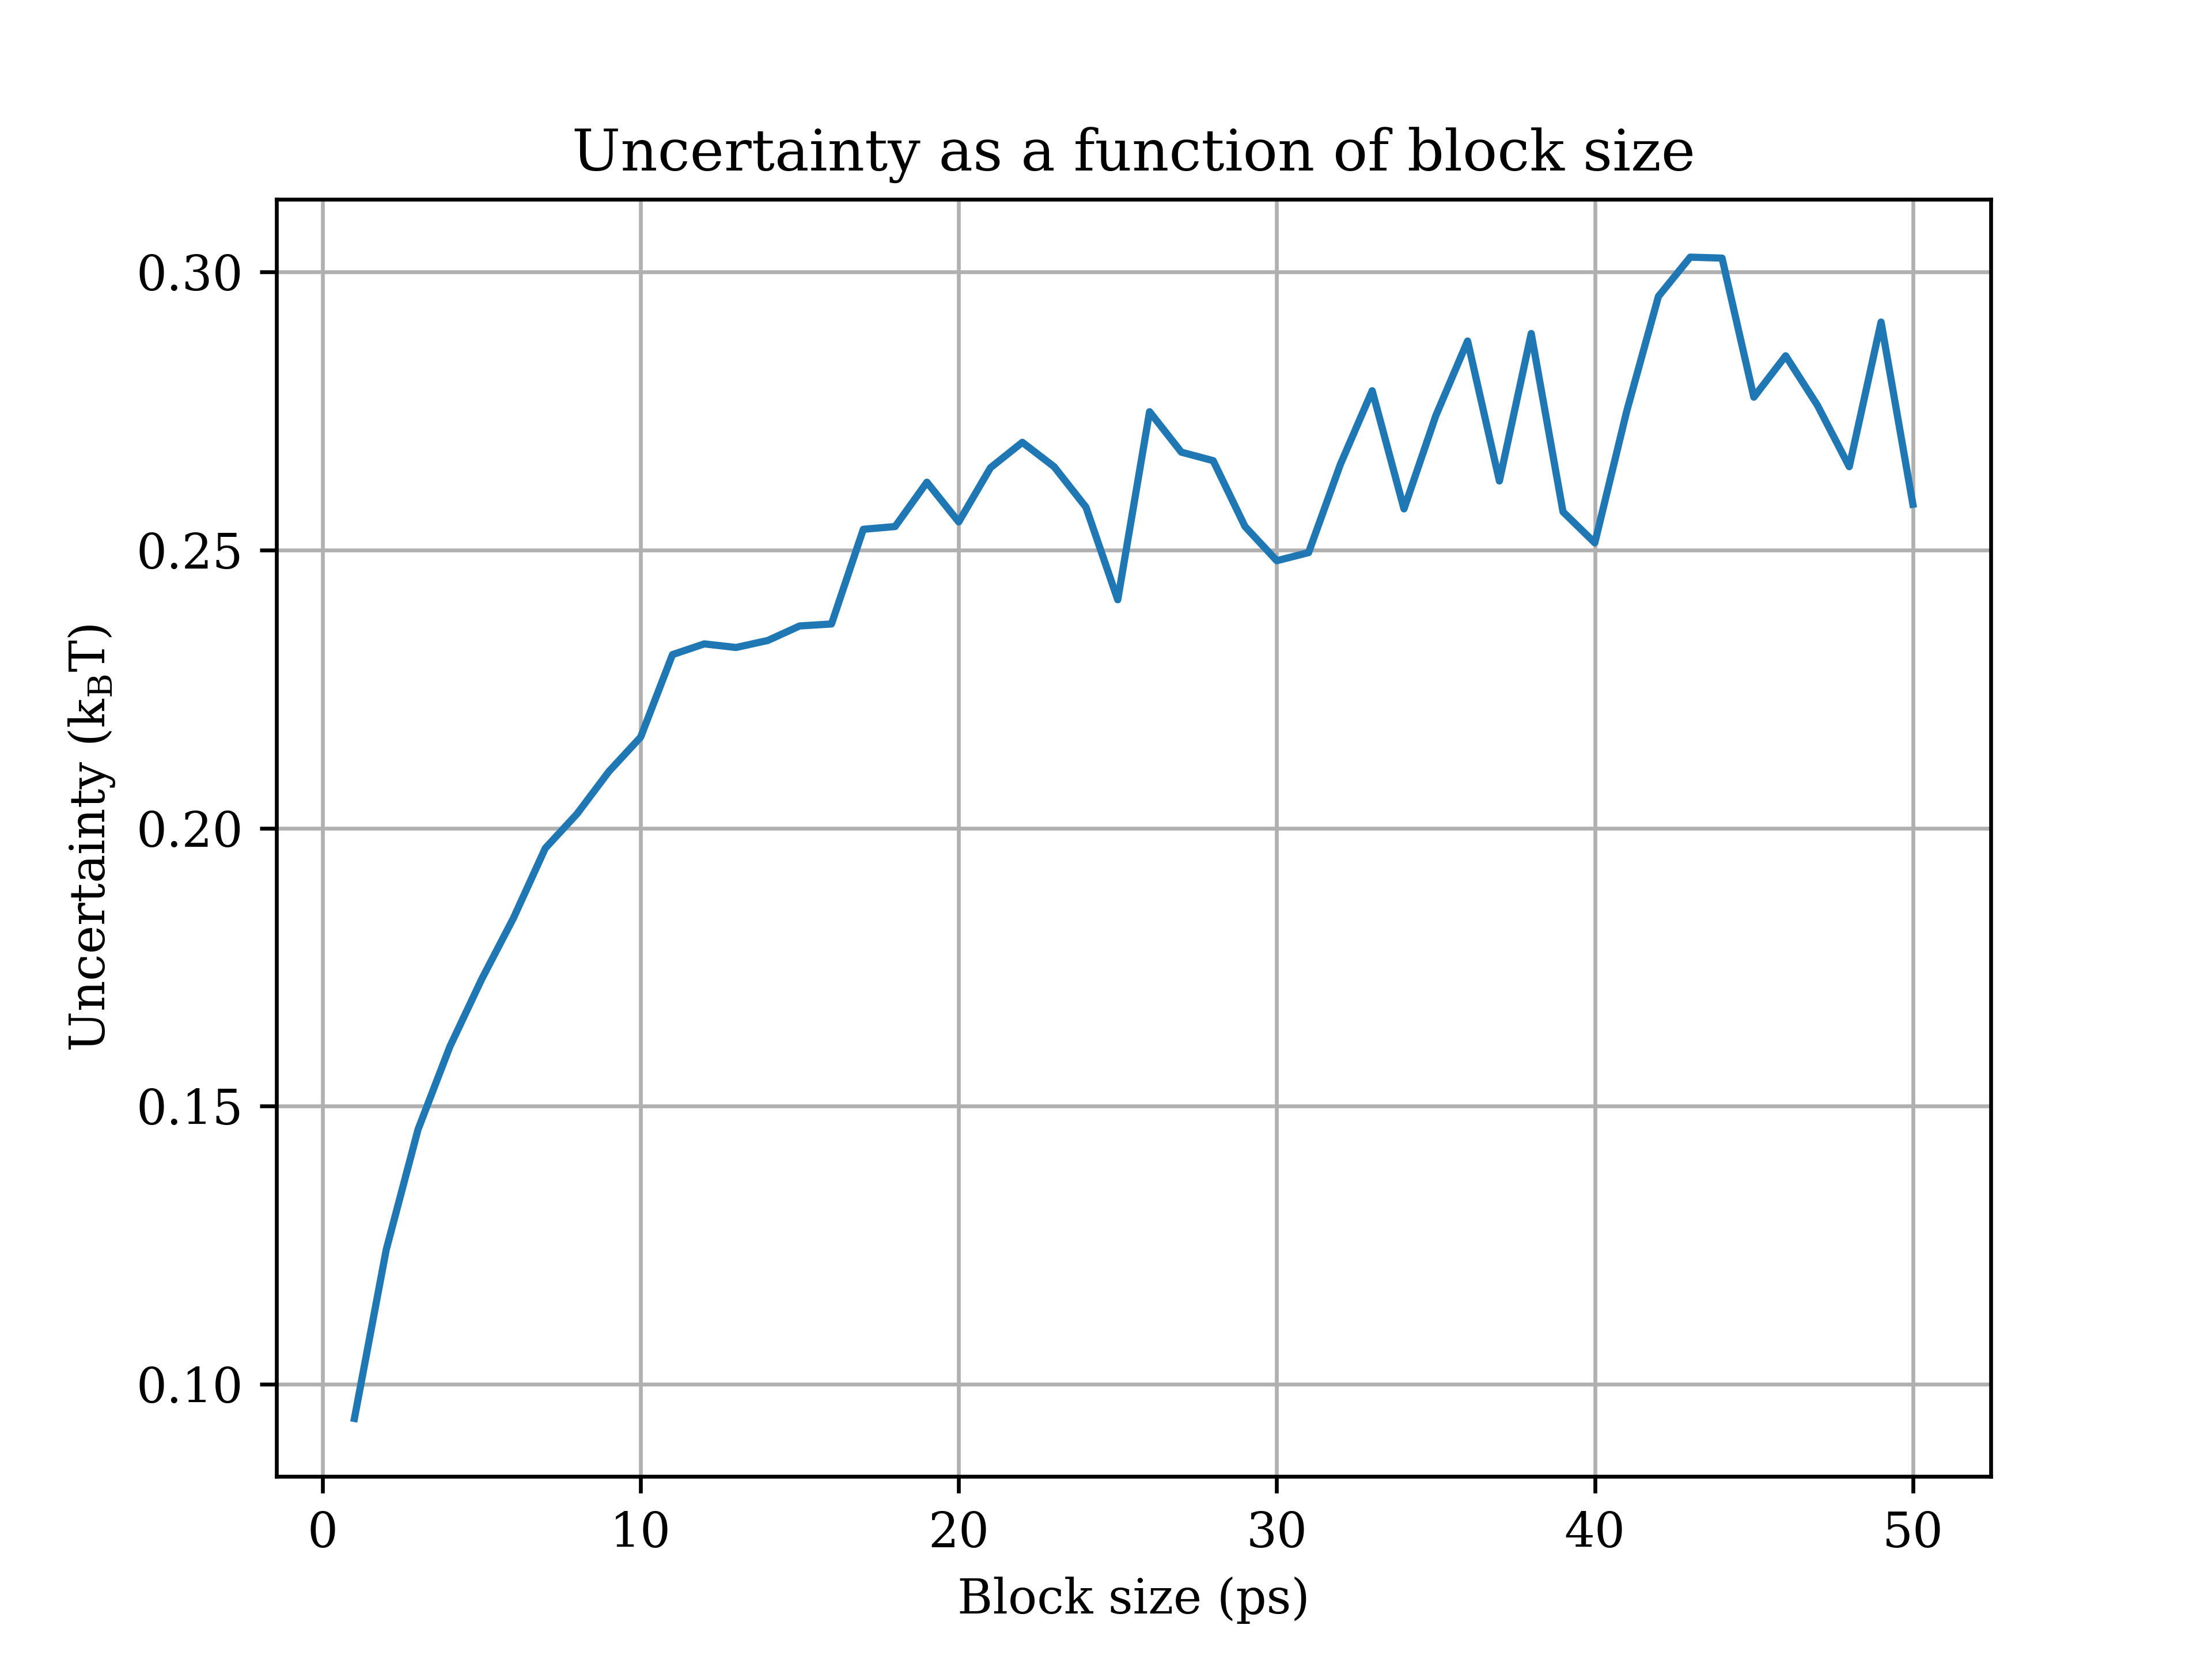 Uncertainty as a function of block size
0.30
0.25
0.20
0.15
0.10
Uncertainty (k_BT)
0 10 20 30 40 50
Block size (ps)